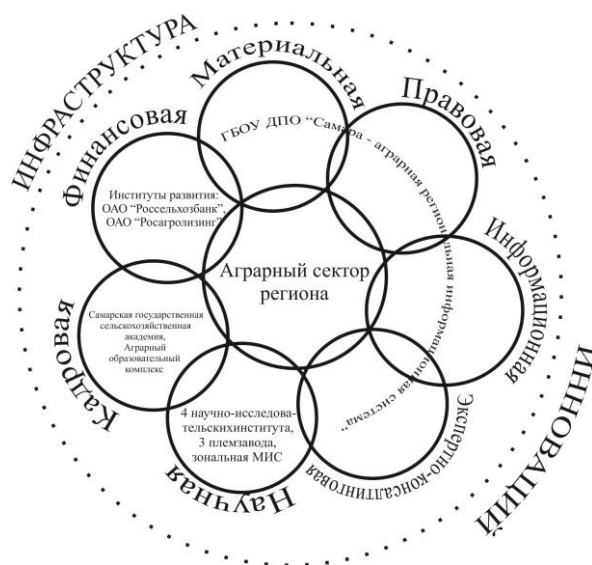 ИНФРАСТРУКТУРА
ИННОВАЦИЙ
Материальная
Правовая
Информационная
Экспертно-консалтинговая
Научная
Кадровая
Финансовая
ГБОУ ДПО “Самара - аграрная региональная информационная система”
Институты развития:
ОАО “Россельхозбанк”,
ОАО “Росагролизинг”
Аграрный сектор
региона
Самарская государственная
сельскохозяйственная
академия,
Аграрный
образовательный
комплекс
4 научно-исследова-
тельскихинститута,
3 племзавода,
зональная МИС